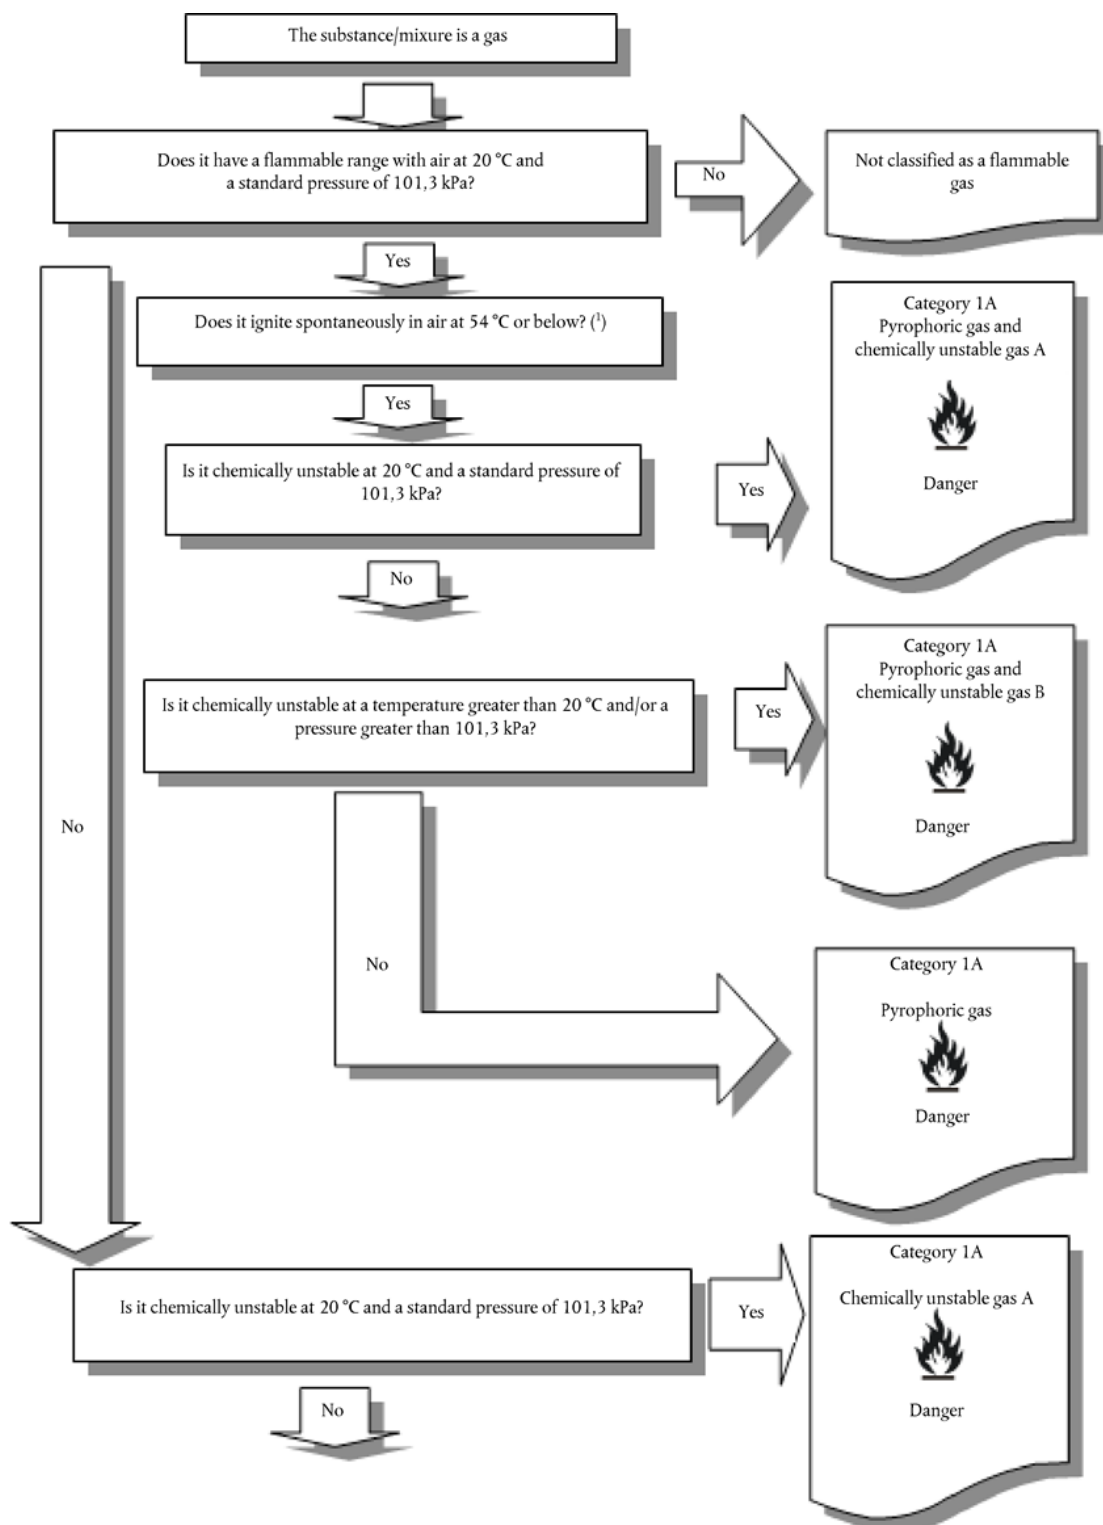 The substance/mixture is a gas
Does it have a flammable range with air at 20 °C and
a standard pressure of 101,3 kPa?
No
Not classified as a flammable
gas
Yes
Does it ignite spontaneously in air at 54 °C or below? (¹)
Category 1A
Pyrophoric gas and
chemically unstable gas A
Danger
Yes
Is it chemically unstable at 20 °C and a standard pressure of
101,3 kPa?
Yes
No
Category 1A
Pyrophoric gas and
chemically unstable gas B
Danger
Is it chemically unstable at a temperature greater than 20 °C and/or a
pressure greater than 101,3 kPa?
Yes
No
No
Category 1A
Pyrophoric gas
Danger
Is it chemically unstable at 20 °C and a standard pressure of 101,3 kPa?
Yes
Category 1A
Chemically unstable gas A
Danger
No